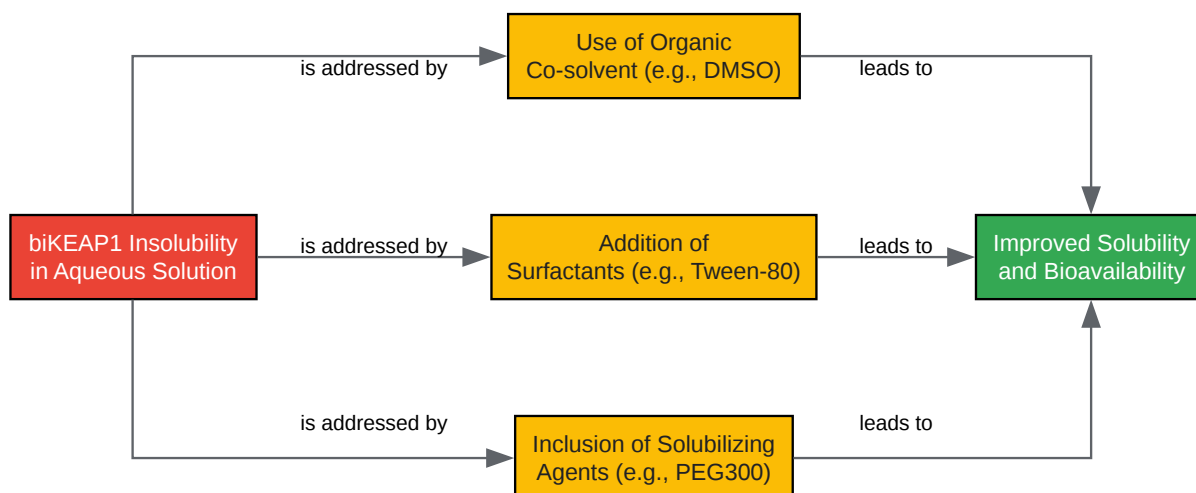 Use of Organic
Co-solvent (e.g., DMSO)
is addressed by
leads to
biKEAP1 Insolubility
in Aqueous Solution
is addressed by
Addition of
Surfactants (e.g., Tween-80)
leads to
Improved Solubility
and Bioavailability
is addressed by
Inclusion of Solubilizing
Agents (e.g., PEG300)
leads to